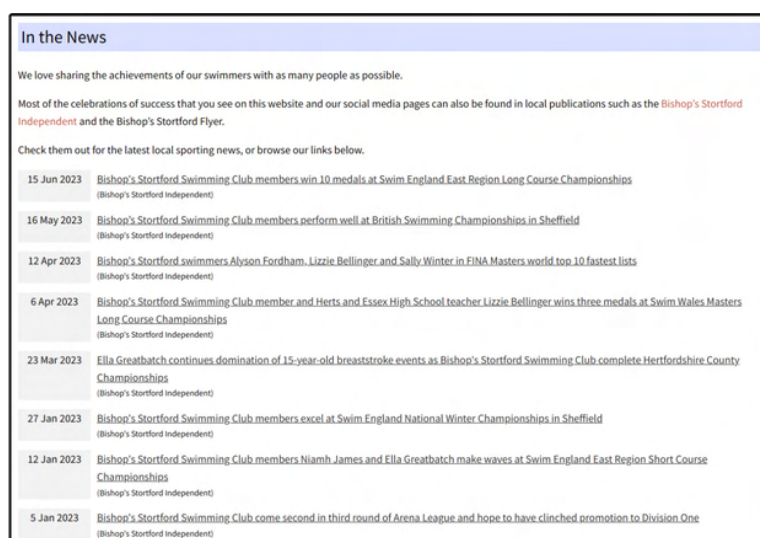 In the News
We love sharing the achievements of our swimmers with as many people as possible.
Most of the celebrations of success that you see on this website and our social media pages can also be found in local publications such as the Bishop's Stortford
Independent and the Bishop's Stortford Flyer.
Check them out for the latest local sporting news, or browse our links below.
15 Jun 2023 Bishop's Stortford Swimming Club members win 10 medals at Swim England East Region Long Course Championships
(Bishop's Stortford Independent)
16 May 2023 Bishop's Stortford Swimming Club members perform well at British Swimming Championships in Sheffield
(Bishop's Stortford Independent)
12 Apr 2023 Bishop's Stortford swimmers Alyson Fordham, Lizzie Bellinger and Sally Winter in FINA Masters world top 10 fastest lists
(Bishop's Stortford Independent)
6 Apr 2023 Bishop's Stortford Swimming Club member and Herts and Essex High School teacher Lizzie Bellinger wins three medals at Swim Wales Masters
Long Course Championships
(Bishop's Stortford Independent)
23 Mar 2023 Ella Greatbatch continues domination of 15-year-old breaststroke events as Bishop's Stortford Swimming Club complete Hertfordshire County
Championships
(Bishop's Stortford Independent)
27 Jan 2023 Bishop's Stortford Swimming Club members excel at Swim England National Winter Championships in Sheffield
(Bishop's Stortford Independent)
12 Jan 2023 Bishop's Stortford Swimming Club members Niamh James and Ella Greatbatch make waves at Swim England East Region Short Course
Championships
(Bishop's Stortford Independent)
5 Jan 2023 Bishop's Stortford Swimming Club come second in third round of Arena League and hope to have clinched promotion to Division One
(Bishop's Stortford Independent)